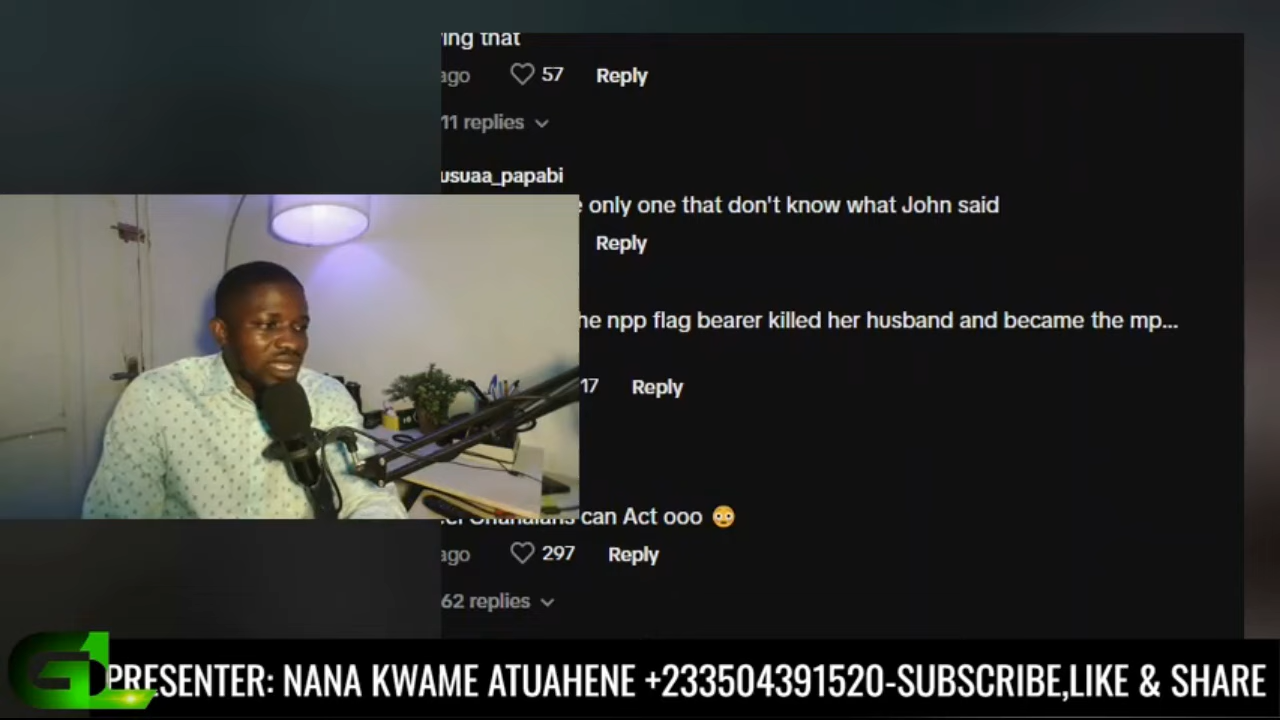 ing that
ago 57 Reply
11 replies
usuaa_papabi
only one that don't know what John said
Reply
he npp flag bearer killed her husband and became the mp...
17 Reply
can Act ooo 😳
ago 297 Reply
62 replies
PRESENTER: NANA KWAME ATUAHENE +233504391520-SUBSCRIBE,LIKE & SHARE